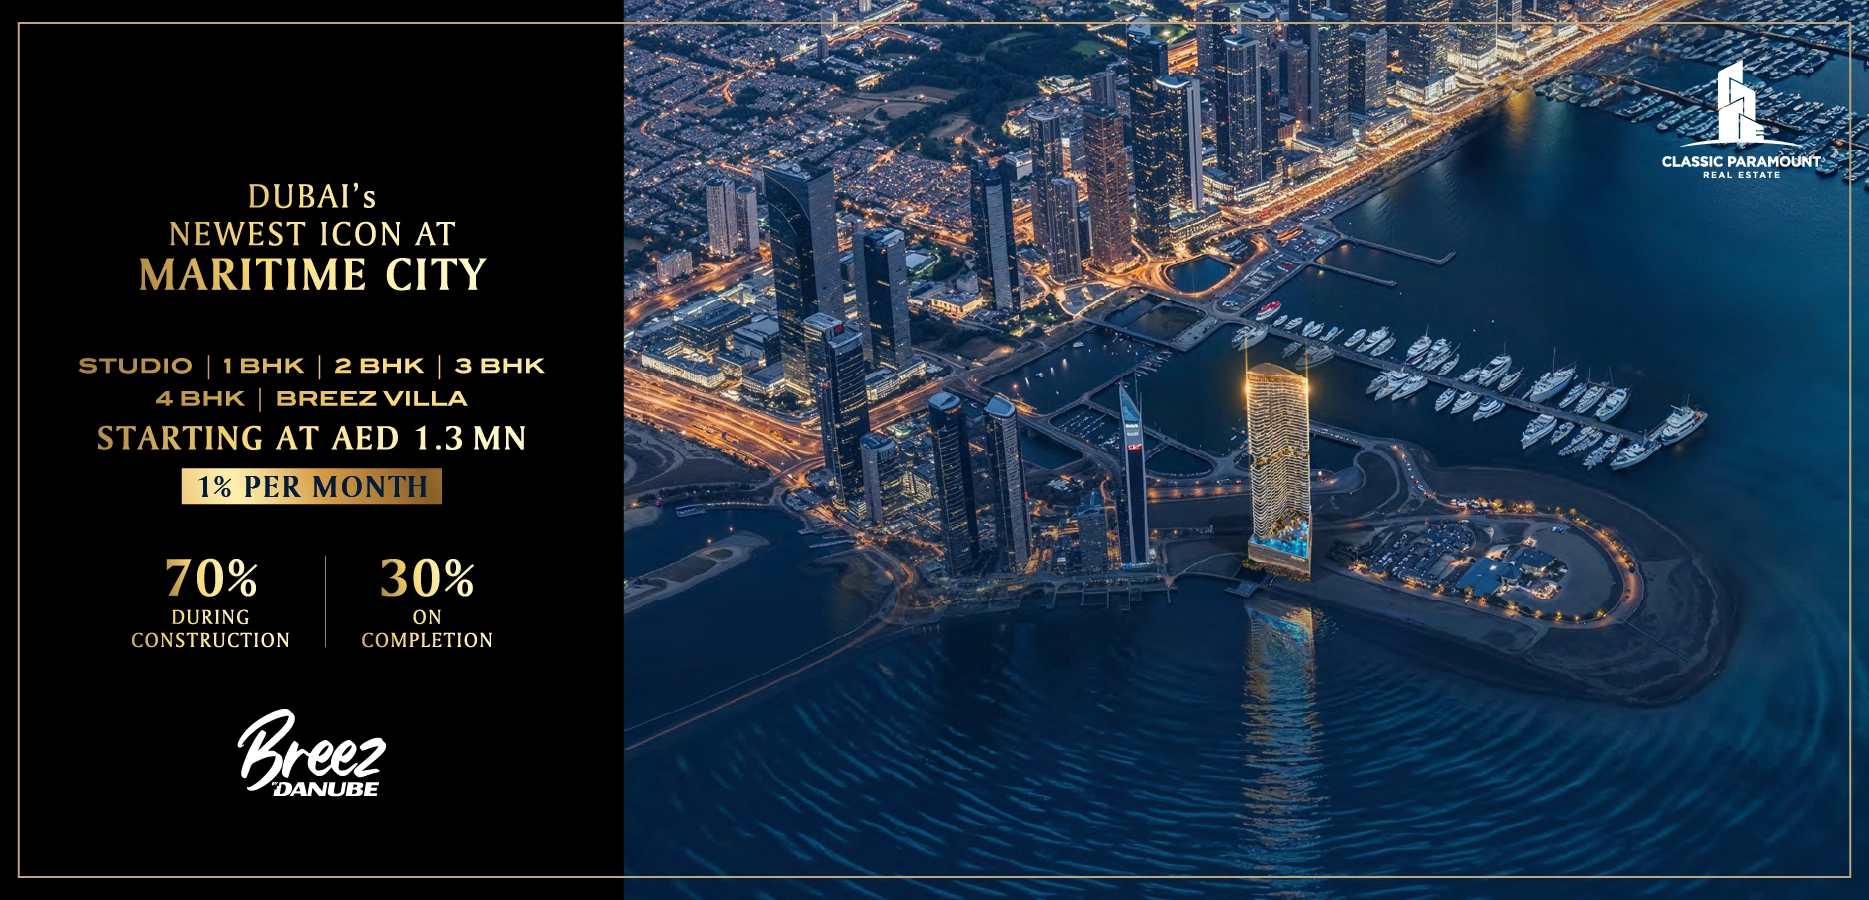 DUBAI's
NEWEST ICON AT
MARITIME CITY
STUDIO | 1 BHK | 2 BHK | 3 BHK
4 BHK | BREEZ VILLA
STARTING AT AED 1.3 MN
1% PER MONTH
70%
DURING
CONSTRUCTION
30%
ON
COMPLETION
Breez
BY DANUBE
CLASSIC PARAMOUNT
REAL ESTATE